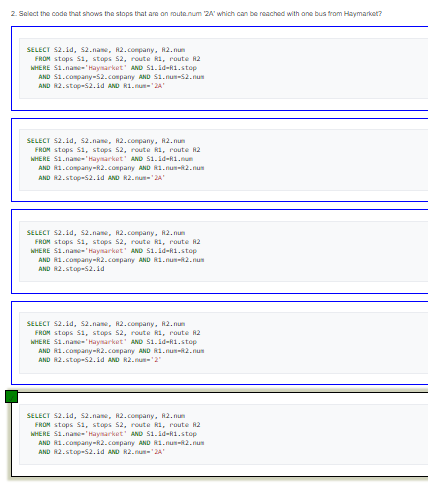 2. Select the code that shows the stops that are on route.num '2A' which can be reached with one bus from Haymarket?
SELECT S2.id, S2.name, R2.company, R2.num
FROM stops S1, stops S2, route R1, route R2
WHERE S1.name='Haymarket' AND S1.id=R1.stop
AND S1.company=S2.company AND S1.num=S2.num
AND R2.stop=S2.id AND R1.num='2A'
SELECT S2.id, S2.name, R2.company, R2.num
FROM stops S1, stops S2, route R1, route R2
WHERE S1.name='Haymarket' AND S1.id=R1.num
AND R1.company=R2.company AND R1.num=R2.num
AND R2.stop=S2.id AND R2.num='2A'
SELECT S2.id, S2.name, R2.company, R2.num
FROM stops S1, stops S2, route R1, route R2
WHERE S1.name='Haymarket' AND S1.id=R1.stop
AND R1.company=R2.company AND R1.num=R2.num
AND R2.stop=S2.id
SELECT S2.id, S2.name, R2.company, R2.num
FROM stops S1, stops S2, route R1, route R2
WHERE S1.name='Haymarket' AND S1.id=R1.stop
AND R1.company=R2.company AND R1.num=R2.num
AND R2.stop=S2.id AND R2.num='2'
SELECT S2.id, S2.name, R2.company, R2.num
FROM stops S1, stops S2, route R1, route R2
WHERE S1.name='Haymarket' AND S1.id=R1.stop
AND R1.company=R2.company AND R1.num=R2.num
AND R2.stop=S2.id AND R2.num='2A'